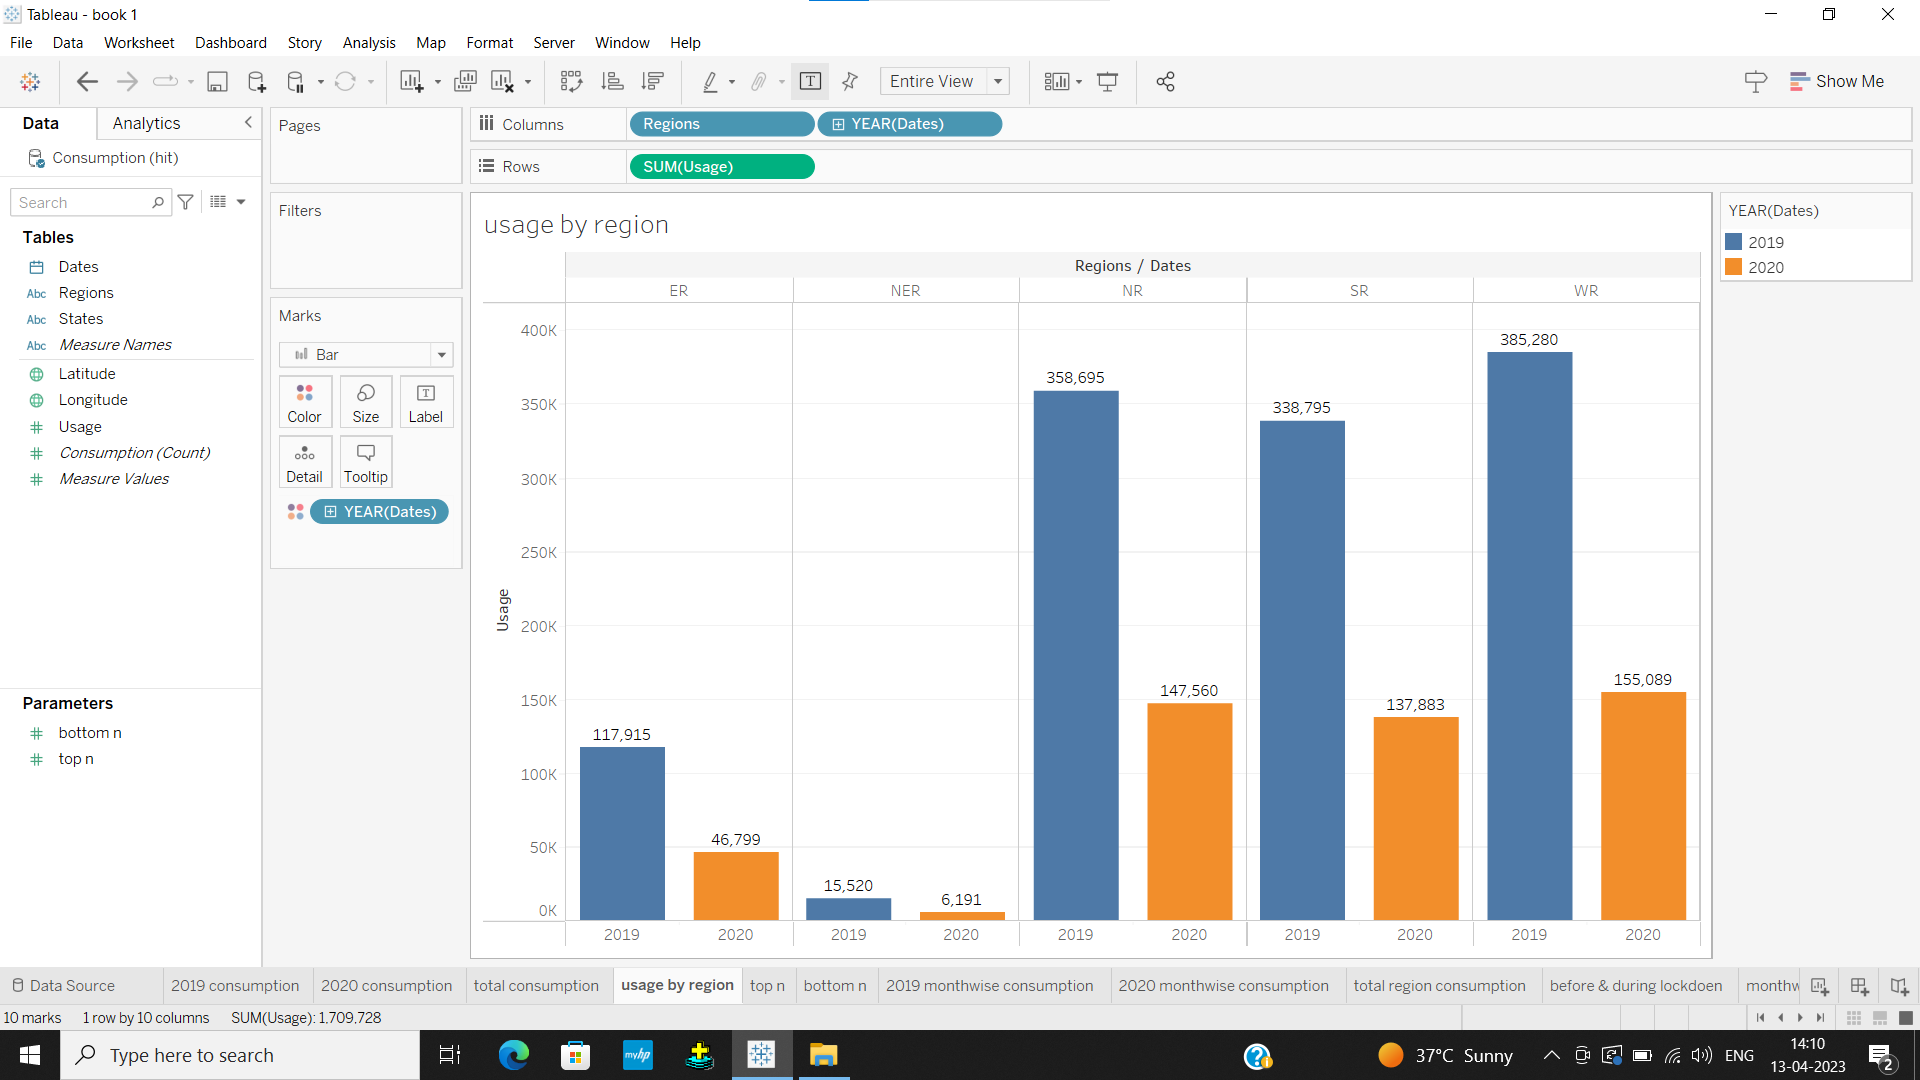 Tableau - book 1
File Data Worksheet Dashboard Story Analysis Map Format Server Window Help
Entire View
Show Me
Data Analytics
Consumption (hit)
Search
Tables
Dates
Abc Regions
Abc States
Abc Measure Names
Latitude
Longitude
# Usage
# Consumption (Count)
# Measure Values
Parameters
# bottom n
# top n
Pages
Filters
Marks
Bar
Color Size Label
Detail Tooltip
YEAR(Dates)
Columns Regions YEAR(Dates)
Rows SUM(Usage)
usage by region
Regions / Dates
ER NER NR SR WR
Usage
400K
350K
300K
250K
200K
150K
100K
50K
0K
117,915
46,799
15,520
6,191
358,695
147,560
338,795
137,883
385,280
155,089
2019 2020 2019 2020 2019 2020 2019 2020 2019 2020
YEAR(Dates)
2019
2020
Data Source 2019 consumption 2020 consumption total consumption usage by region top n bottom n 2019 monthwise consumption 2020 monthwise consumption total region consumption before & during lockdoen monthw
10 marks 1 row by 10 columns SUM(Usage): 1,709,728
Type here to search
myhp
37°C Sunny
ENG
14:10
13-04-2023
2